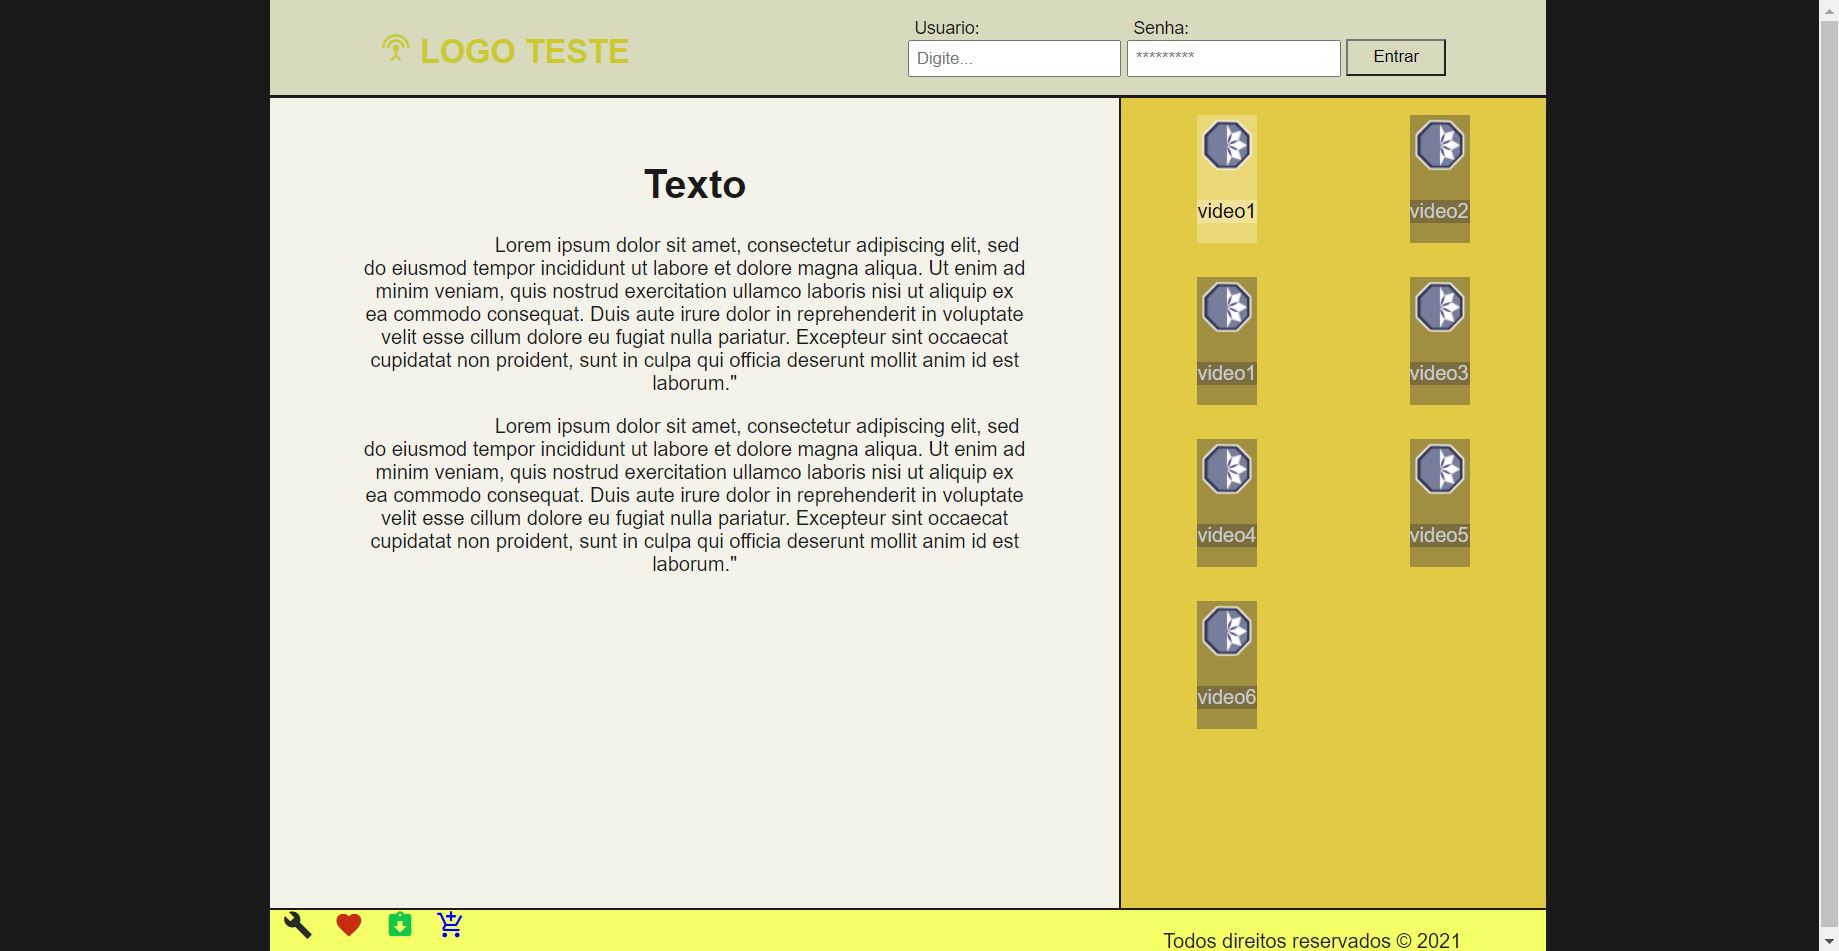 LOGO TESTE
Usuario:
Senha:
Digite...
*********
Entrar
Texto
Lorem ipsum dolor sit amet, consectetur adipiscing elit, sed
do eiusmod tempor incididunt ut labore et dolore magna aliqua. Ut enim ad
minim veniam, quis nostrud exercitation ullamco laboris nisi ut aliquip ex
ea commodo consequat. Duis aute irure dolor in reprehenderit in voluptate
velit esse cillum dolore eu fugiat nulla pariatur. Excepteur sint occaecat
cupidatat non proident, sunt in culpa qui officia deserunt mollit anim id est
laborum."
Lorem ipsum dolor sit amet, consectetur adipiscing elit, sed
do eiusmod tempor incididunt ut labore et dolore magna aliqua. Ut enim ad
minim veniam, quis nostrud exercitation ullamco laboris nisi ut aliquip ex
ea commodo consequat. Duis aute irure dolor in reprehenderit in voluptate
velit esse cillum dolore eu fugiat nulla pariatur. Excepteur sint occaecat
cupidatat non proident, sunt in culpa qui officia deserunt mollit anim id est
laborum."
video1
video2
video1
video3
video4
video5
video6
Todos direitos reservados © 2021